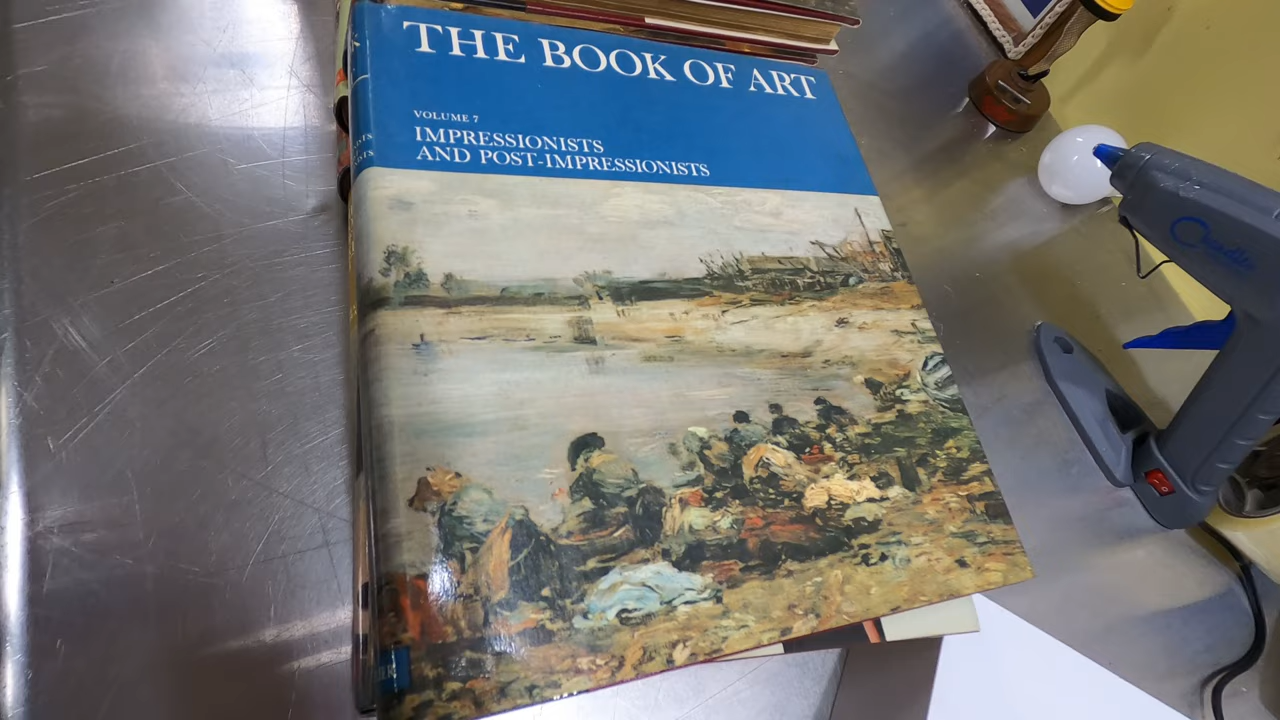 THE BOOK OF ART
VOLUME 7
IMPRESSIONISTS
AND POST-IMPRESSIONISTS